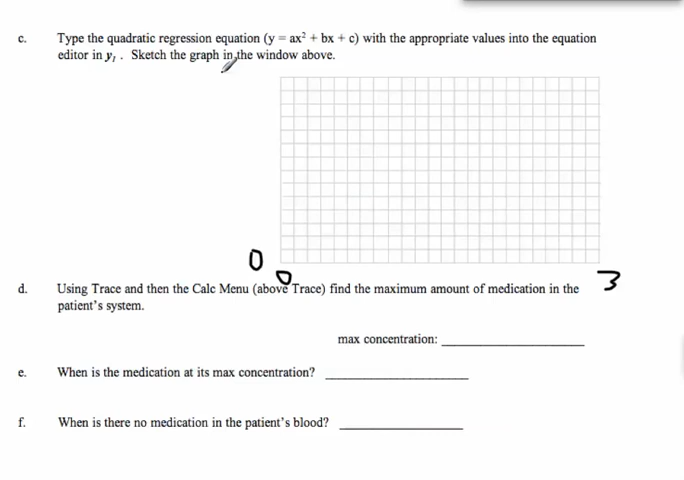 c. Type the quadratic regression equation (y = ax² + bx + c) with the appropriate values into the equation
editor in y₁ . Sketch the graph in the window above.
0
0
3
d. Using Trace and then the Calc Menu (above Trace) find the maximum amount of medication in the
patient's system.
max concentration: ____________________
e. When is the medication at its max concentration? ____________________
f. When is there no medication in the patient's blood? _________________